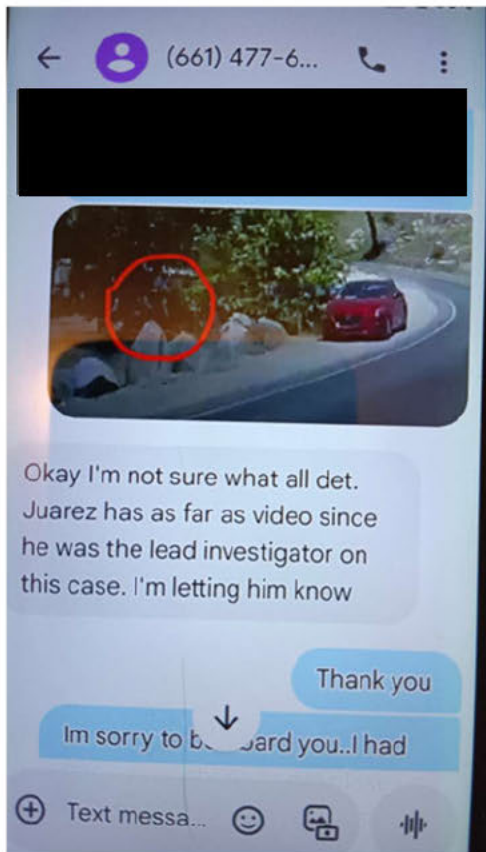 (661) 477-6...
Okay I'm not sure what all det.
Juarez has as far as video since
he was the lead investigator on
this case. I'm letting him know
Thank you
Im sorry to you..I had
Text messa...